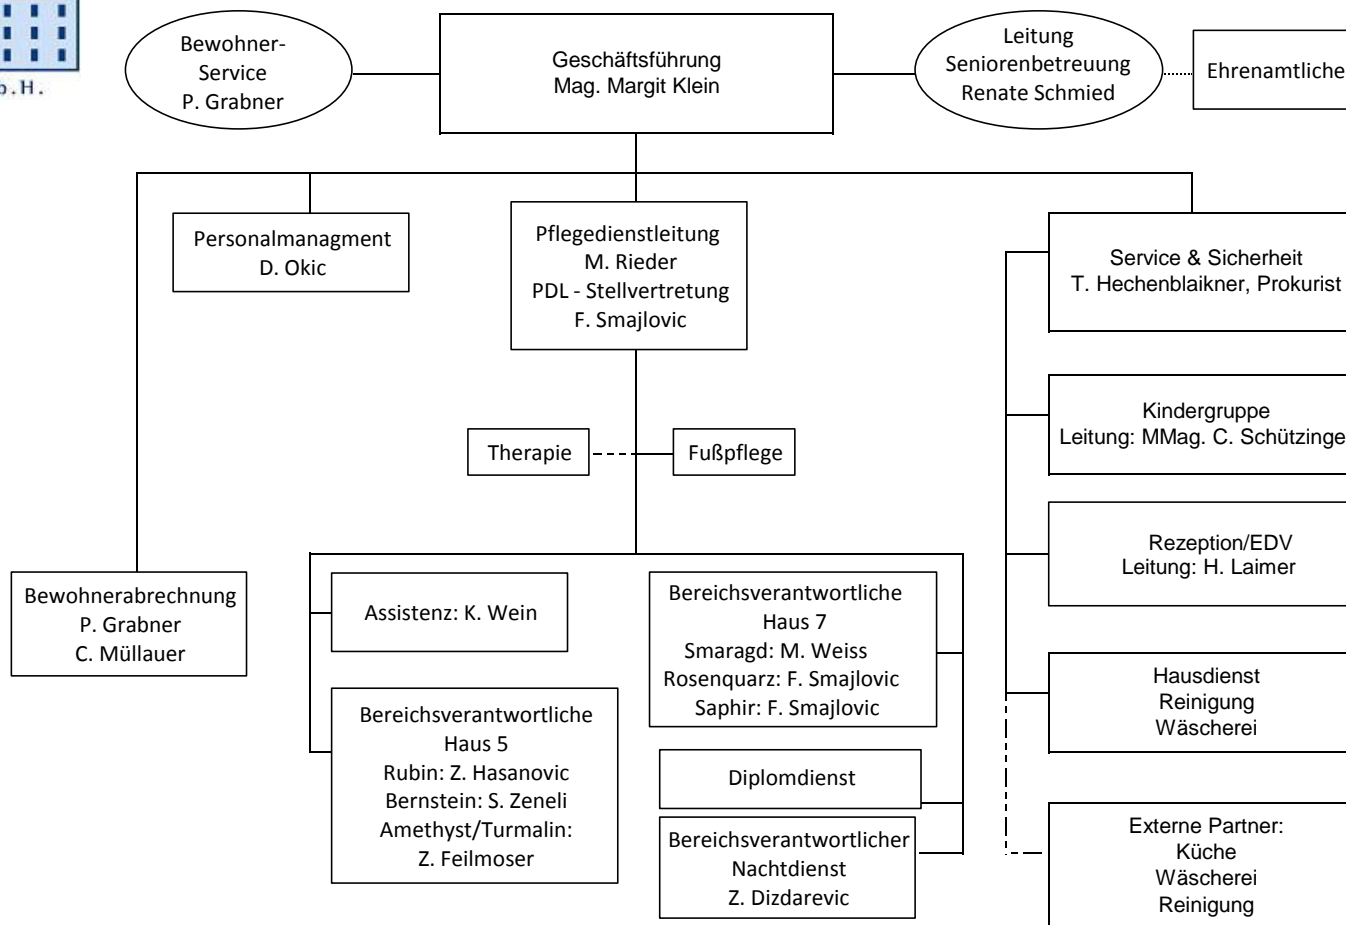 b.H.
Bewohner-
Service
P. Grabner
Geschäftsführung
Mag. Margit Klein
Leitung
Seniorenbetreuung
Renate Schmied
Ehrenamtliche
Personalmanagment
D. Okic
Pflegedienstleitung
M. Rieder
PDL - Stellvertretung
F. Smajlovic
Service & Sicherheit
T. Hechenblaikner, Prokurist
Therapie
Fußpflege
Kindergruppe
Leitung: MMag. C. Schützinge
Rezeption/EDV
Leitung: H. Laimer
Bewohnerabrechnung
P. Grabner
C. Müllauer
Assistenz: K. Wein
Bereichsverantwortliche
Haus 7
Smaragd: M. Weiss
Rosenquarz: F. Smajlovic
Saphir: F. Smajlovic
Hausdienst
Reinigung
Wäscherei
Bereichsverantwortliche
Haus 5
Rubin: Z. Hasanovic
Bernstein: S. Zeneli
Amethyst/Turmalin:
Z. Feilmoser
Diplomdienst
Bereichsverantwortlicher
Nachtdienst
Z. Dizdarevic
Externe Partner:
Küche
Wäscherei
Reinigung